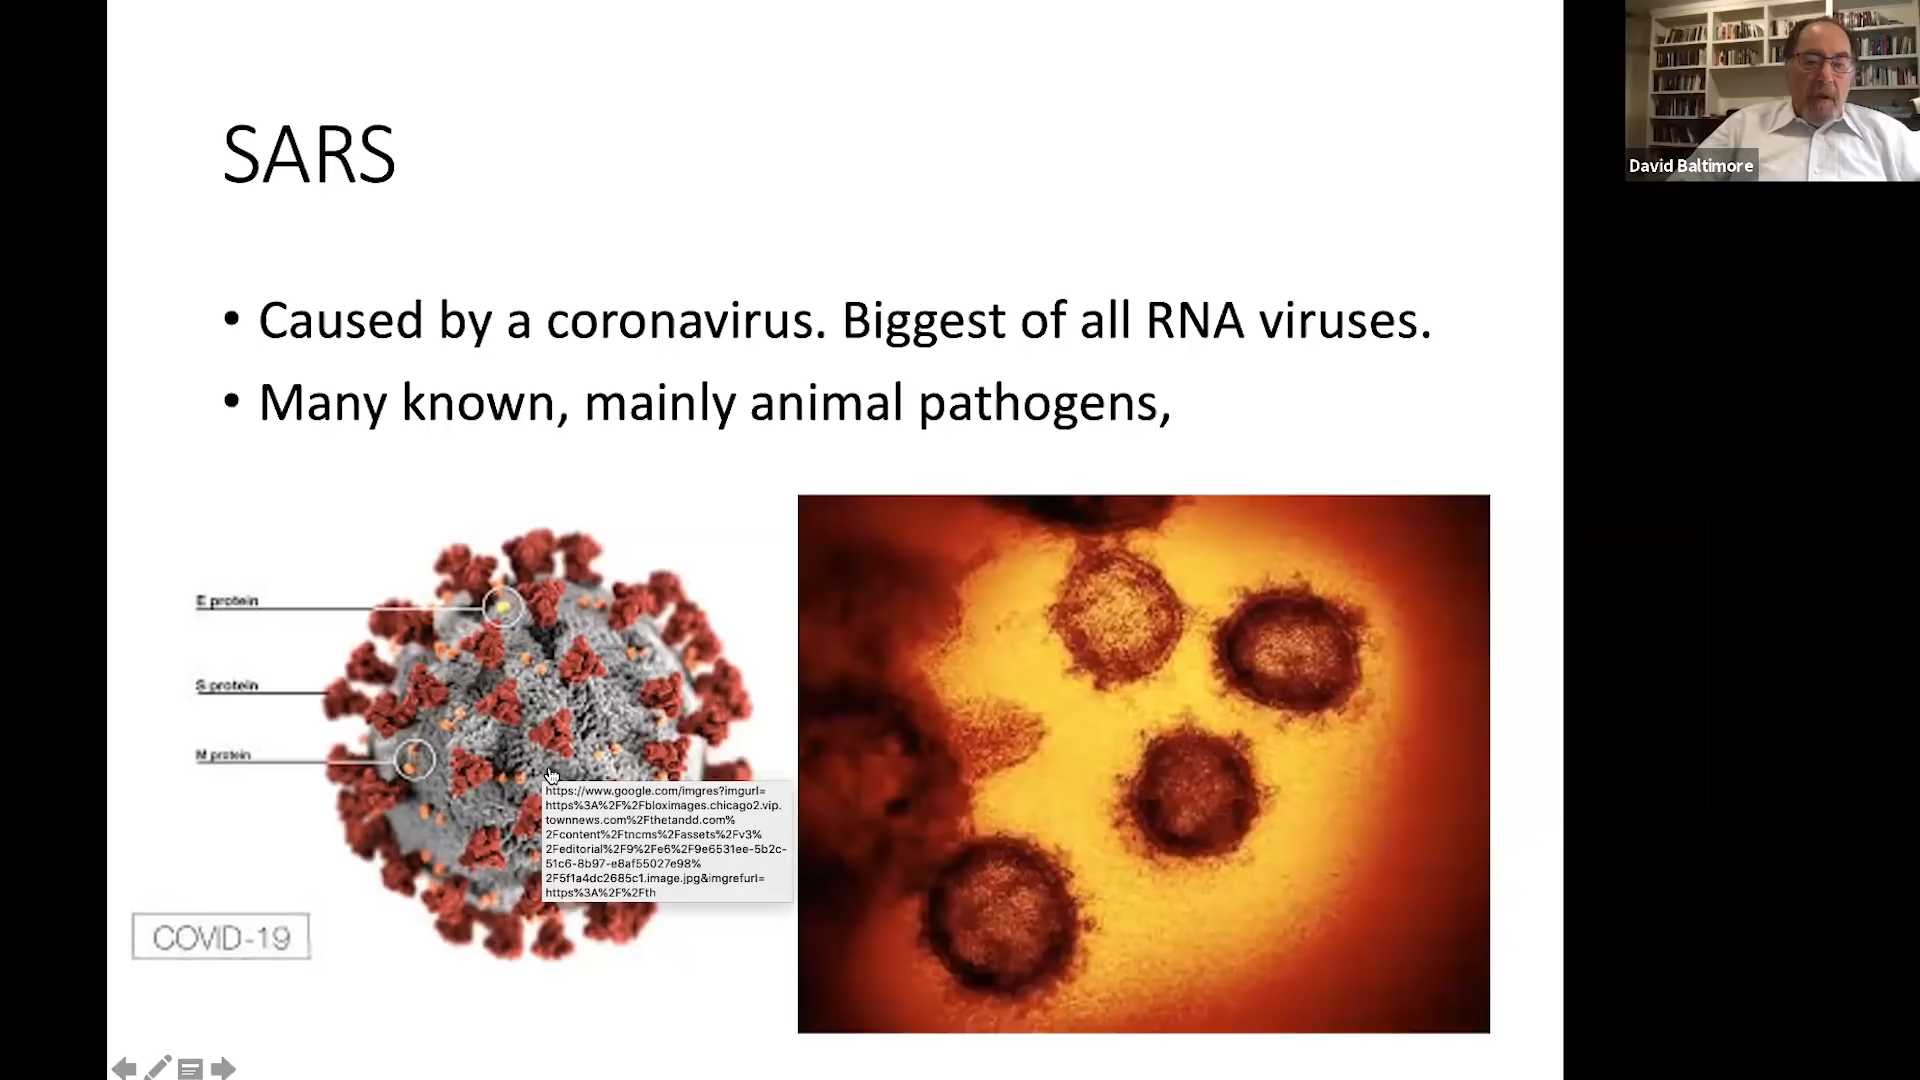 SARS
• Caused by a coronavirus. Biggest of all RNA viruses.
• Many known, mainly animal pathogens,
E protein
S protein
M protein
https://www.google.com/imgres?imgurl=
https%3A%2F%2Fbloximages.chicago2.vip.
townnews.com%2Fthetandd.com%
2Fcontent%2Ftncms%2Fassets%2Fv3%
2Feditorial%2F9%2Fe6%2F9e6531ee-5b2c-
51c6-8b97-e8af55027e98%
2F5f1a4dc2685c1.image.jpg&imgrefurl=
https%3A%2F%2Fth
COVID-19
David Baltimore